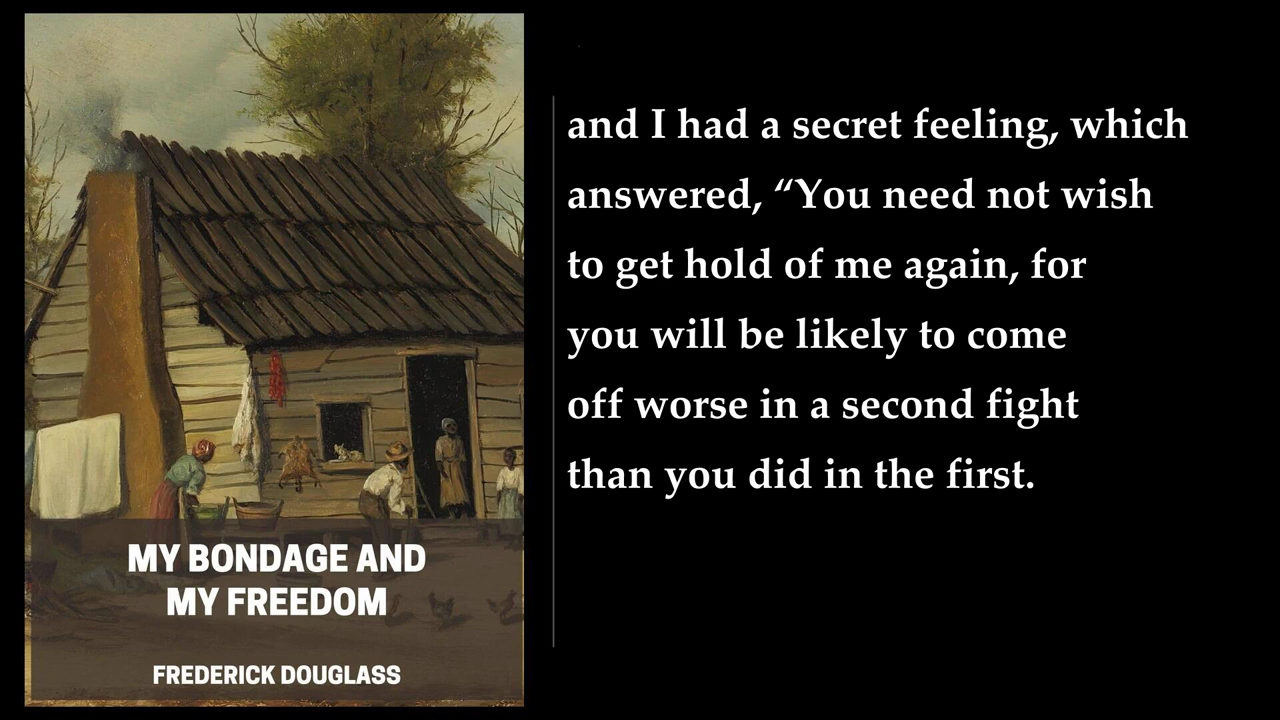 MY BONDAGE AND
MY FREEDOM
FREDERICK DOUGLASS
and I had a secret feeling, which
answered, “You need not wish
to get hold of me again, for
you will be likely to come
off worse in a second fight
than you did in the first.